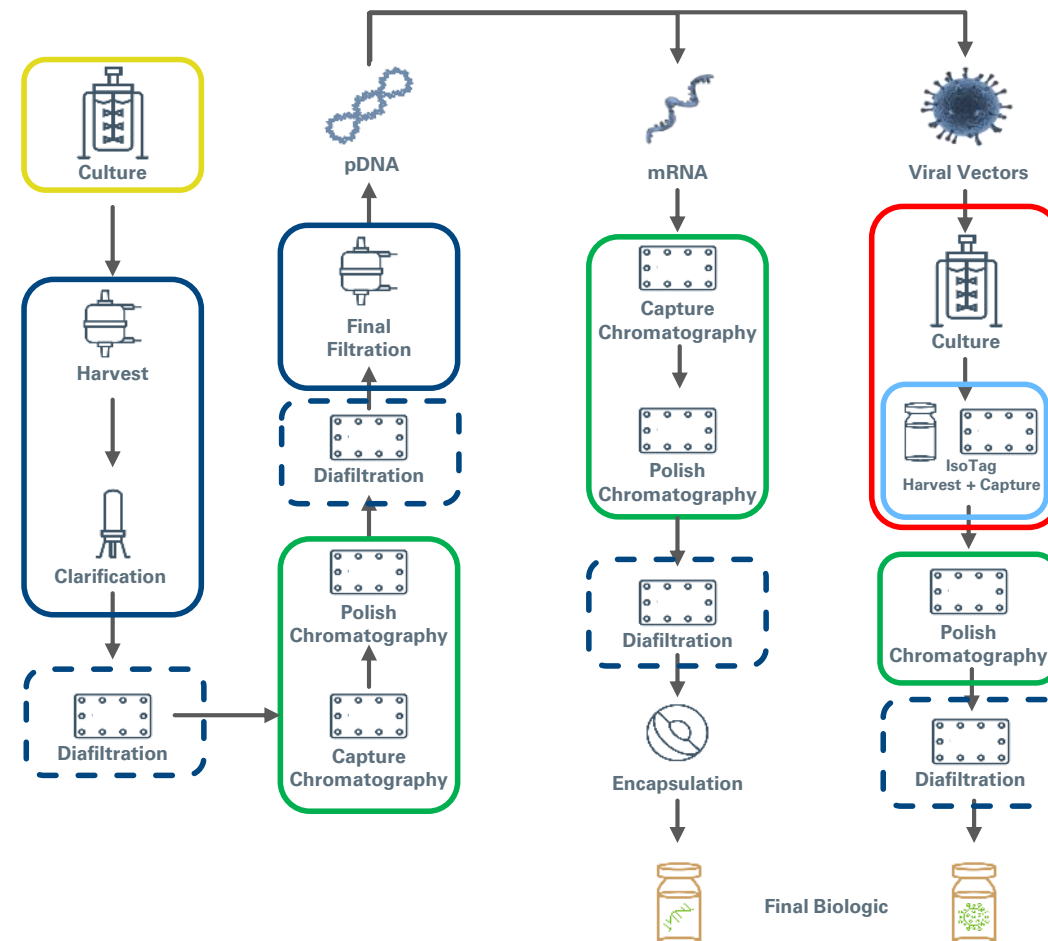 Culture
Harvest
Clarification
Diafiltration
pDNA
Final
Filtration
Diafiltration
Polish
Chromatography
Capture
Chromatography
mRNA
Capture
Chromatography
Polish
Chromatography
Diafiltration
Encapsulation
Viral Vectors
Culture
IsoTag
Harvest + Capture
Polish
Chromatography
Diafiltration
Final Biologic